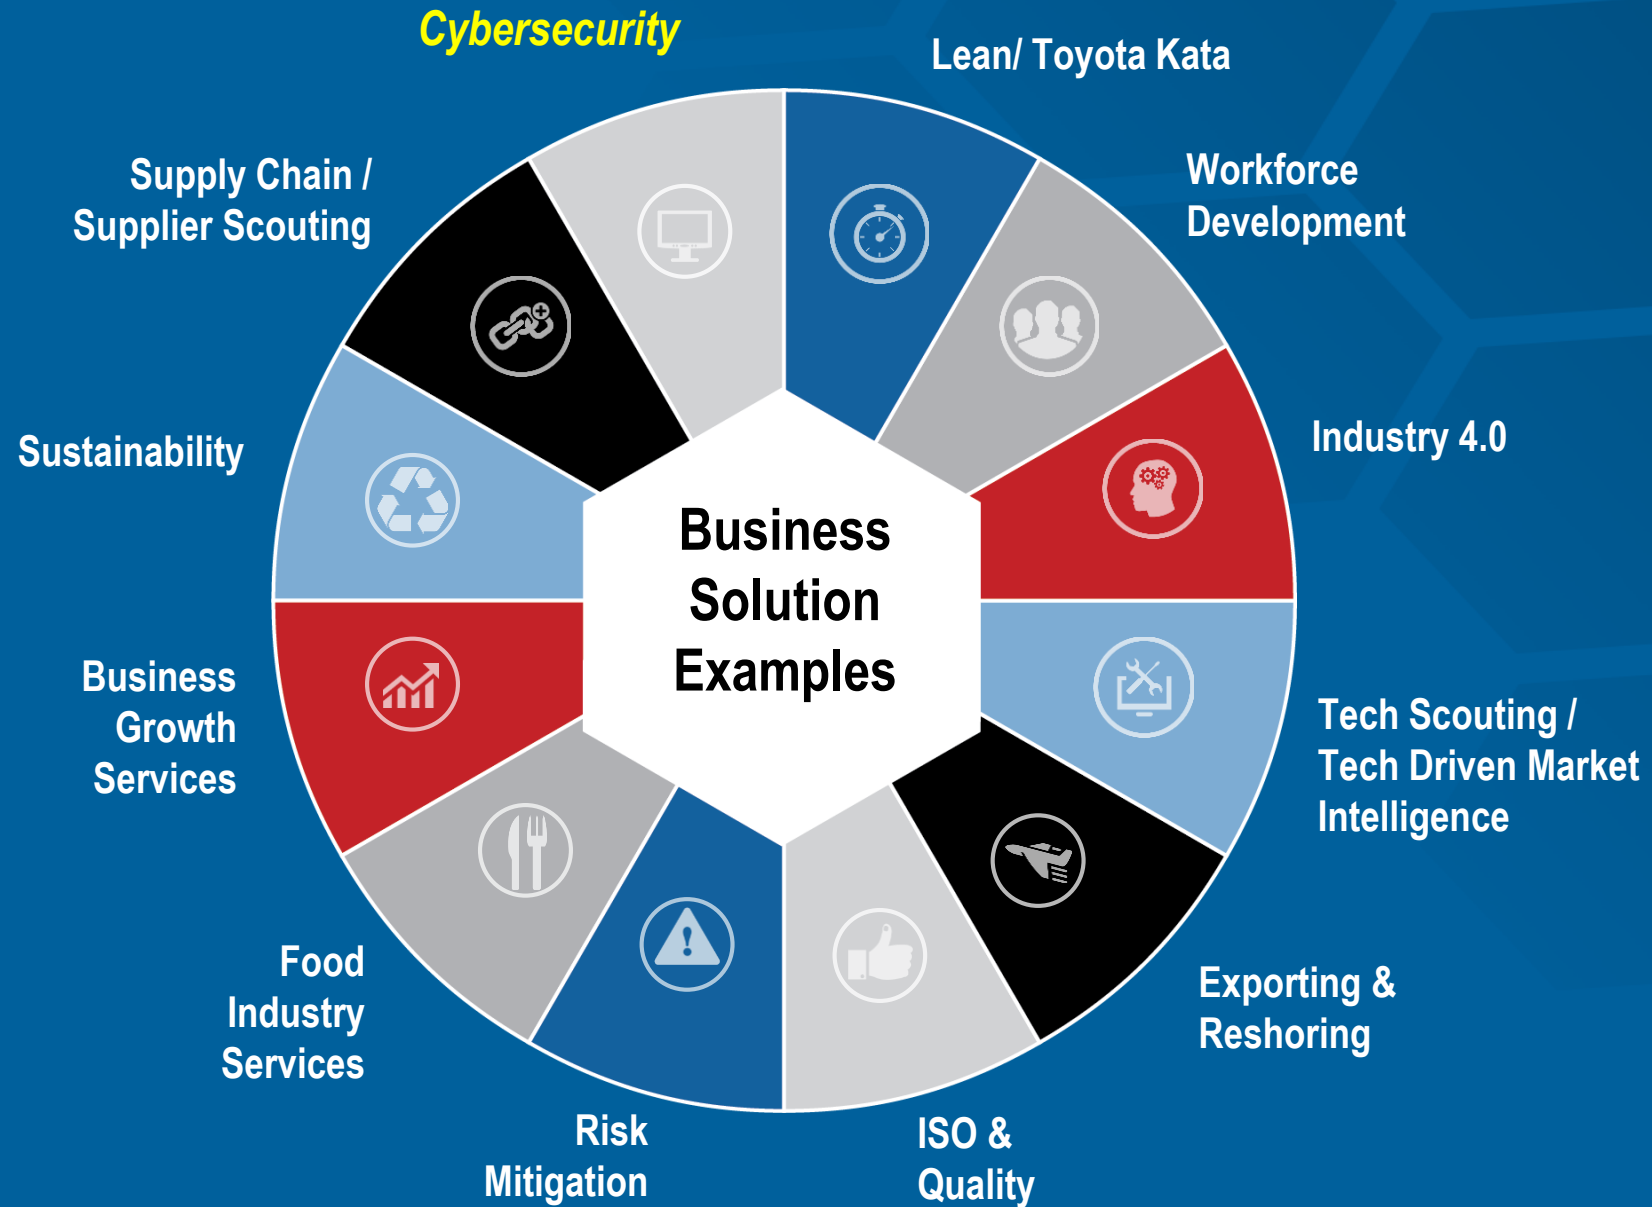 Cybersecurity
Lean/ Toyota Kata
Workforce
Development
Industry 4.0
Tech Scouting /
Tech Driven Market
Intelligence
Exporting &
Reshoring
ISO &
Quality
Risk
Mitigation
Food
Industry
Services
Business
Growth
Services
Sustainability
Supply Chain /
Supplier Scouting
Business
Solution
Examples